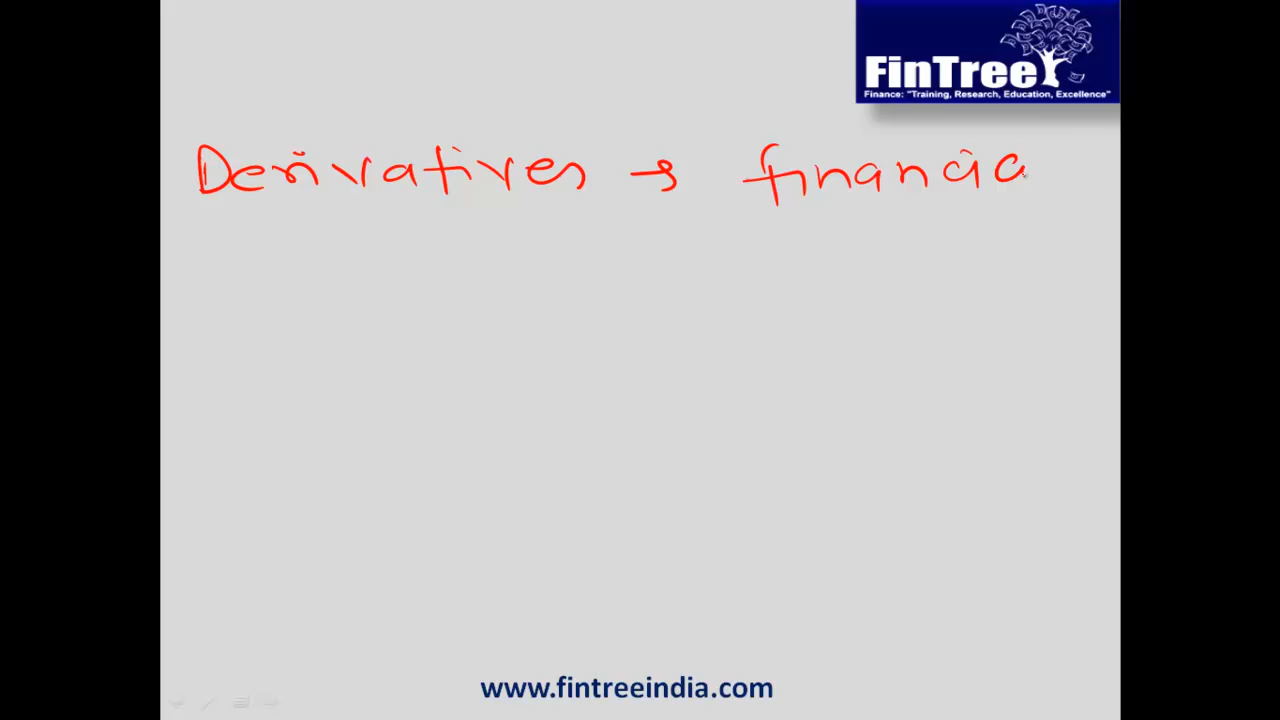 FinTree
Finance: "Training, Research, Education, Excellence"
Derivatives → financia
www.fintreeindia.com